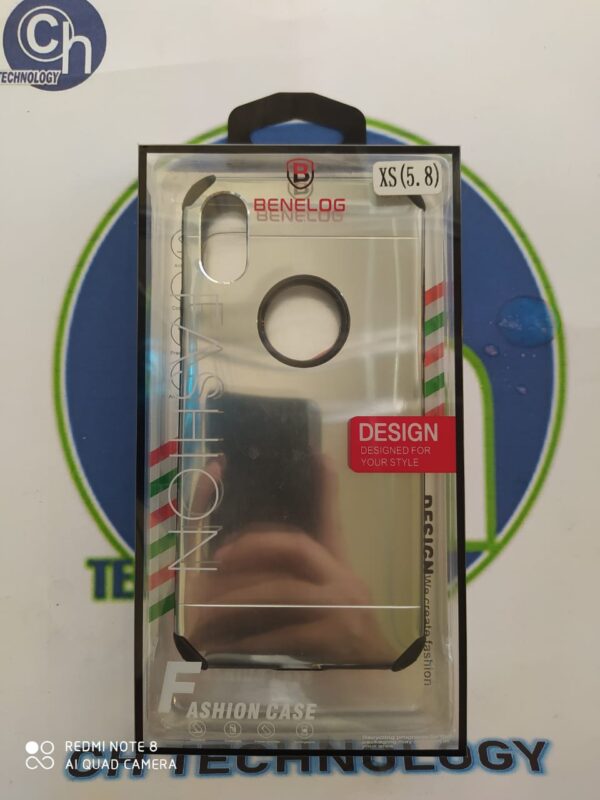 Ch
TECHNOLOGY
XS (5.8)
B
BENELOG
FASHION
DESIGN
DESIGNED FOR
YOUR STYLE
DESIGN We create fashion
FASHION CASE
REDMI NOTE 8
AI QUAD CAMERA
CH TECHNOLOGY